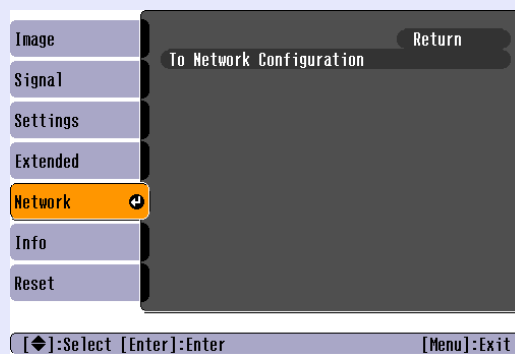 Image
Signal
Settings
Extended
Network
Info
Reset
Return
To Network Configuration
[◆]:Select [Enter]:Enter
[Menu]:Exit